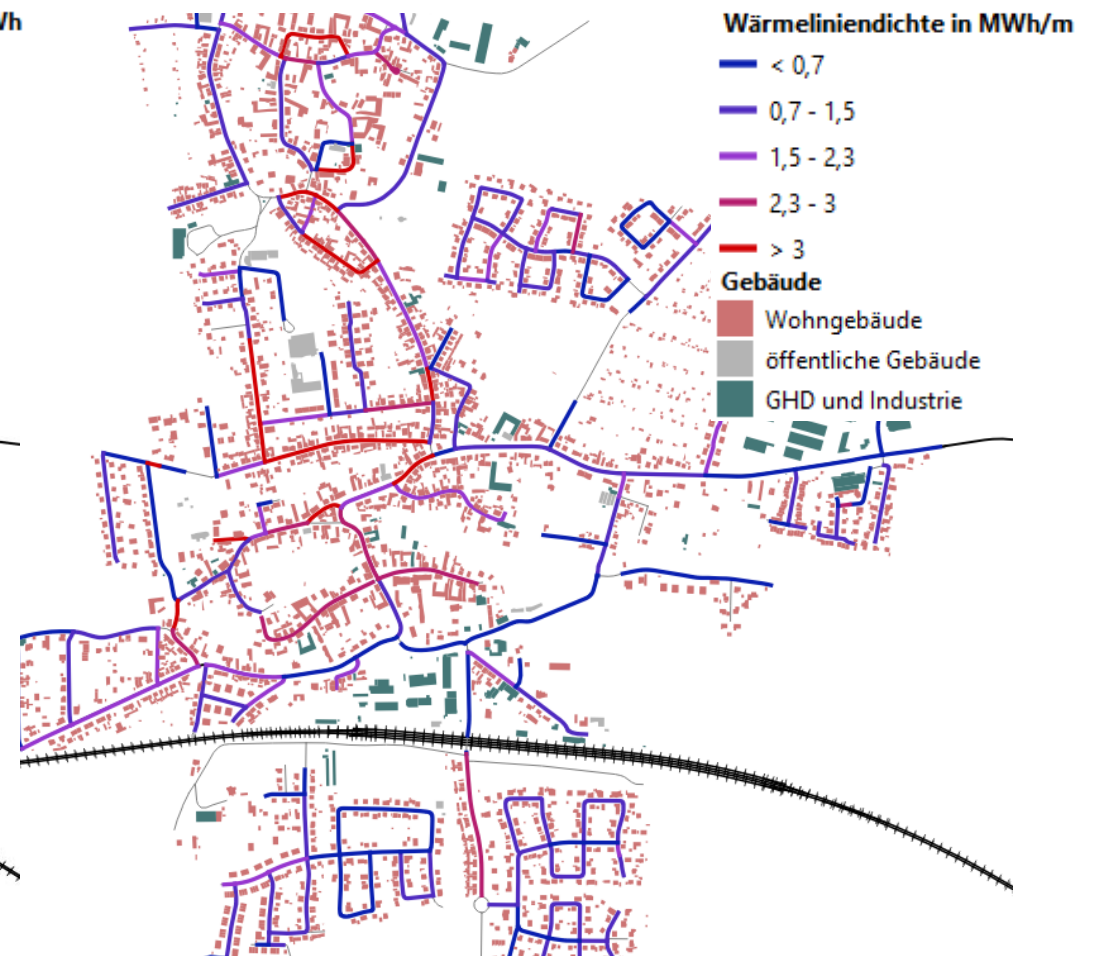 Wh
Wärmeliniendichte in MWh/m
< 0,7
0,7 - 1,5
1,5 - 2,3
2,3 - 3
> 3
Gebäude
Wohngebäude
öffentliche Gebäude
GHD und Industrie